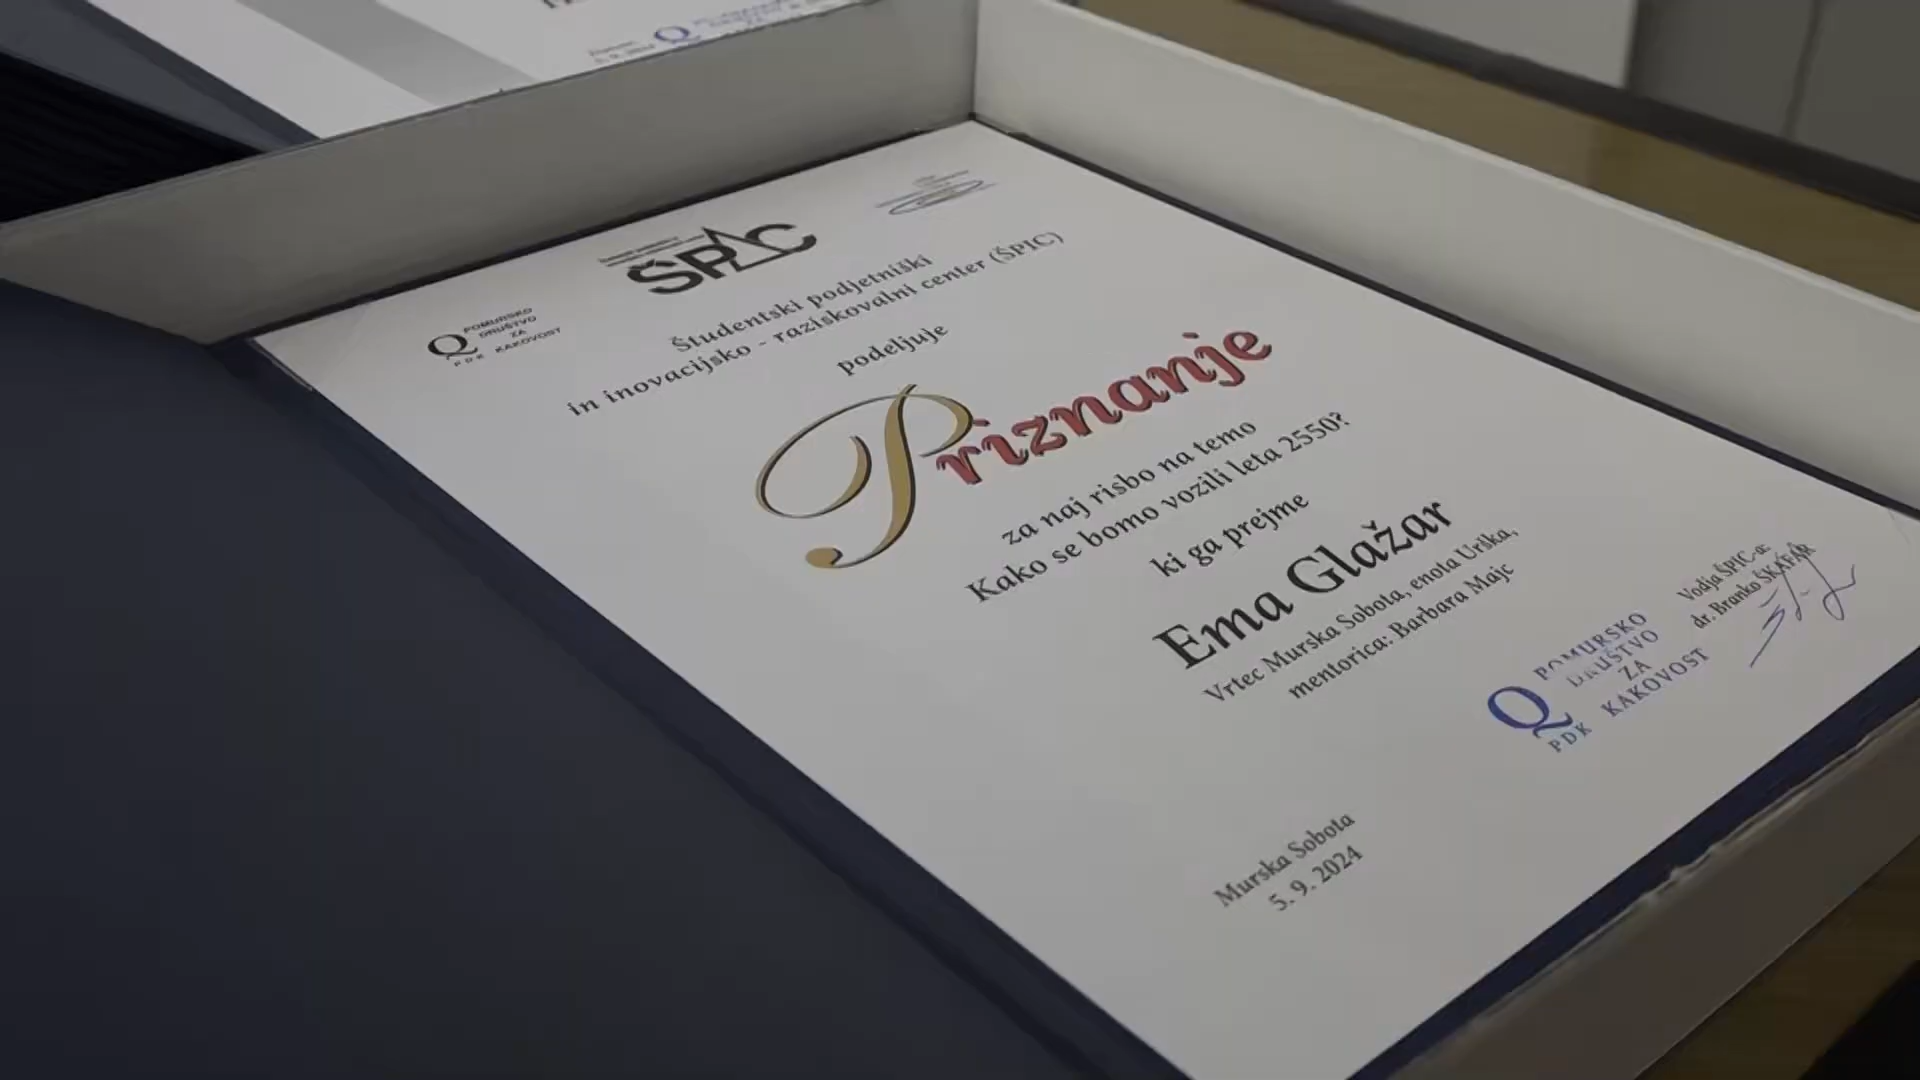 ŠPIC
POMURSKO
DRUŠTVO
ZA
KAKOVOST
Q
PDK
Študentski podjetniški
in inovacijsko - raziskovalni center (ŠPIC)
podeljuje
Priznanje
za naj risbo na temo
Kako se bomo vozili leta 2550?
ki ga prejme
Ema Glažar
Vrtec Murska Sobota, enota Urška,
mentorica: Barbara Majc
Vodja ŠPIC-a:
dr. Branko ŠKAFAR
POMURSKO
DRUŠTVO
ZA
KAKOVOST
Q
PDK
Murska Sobota
5. 9. 2024